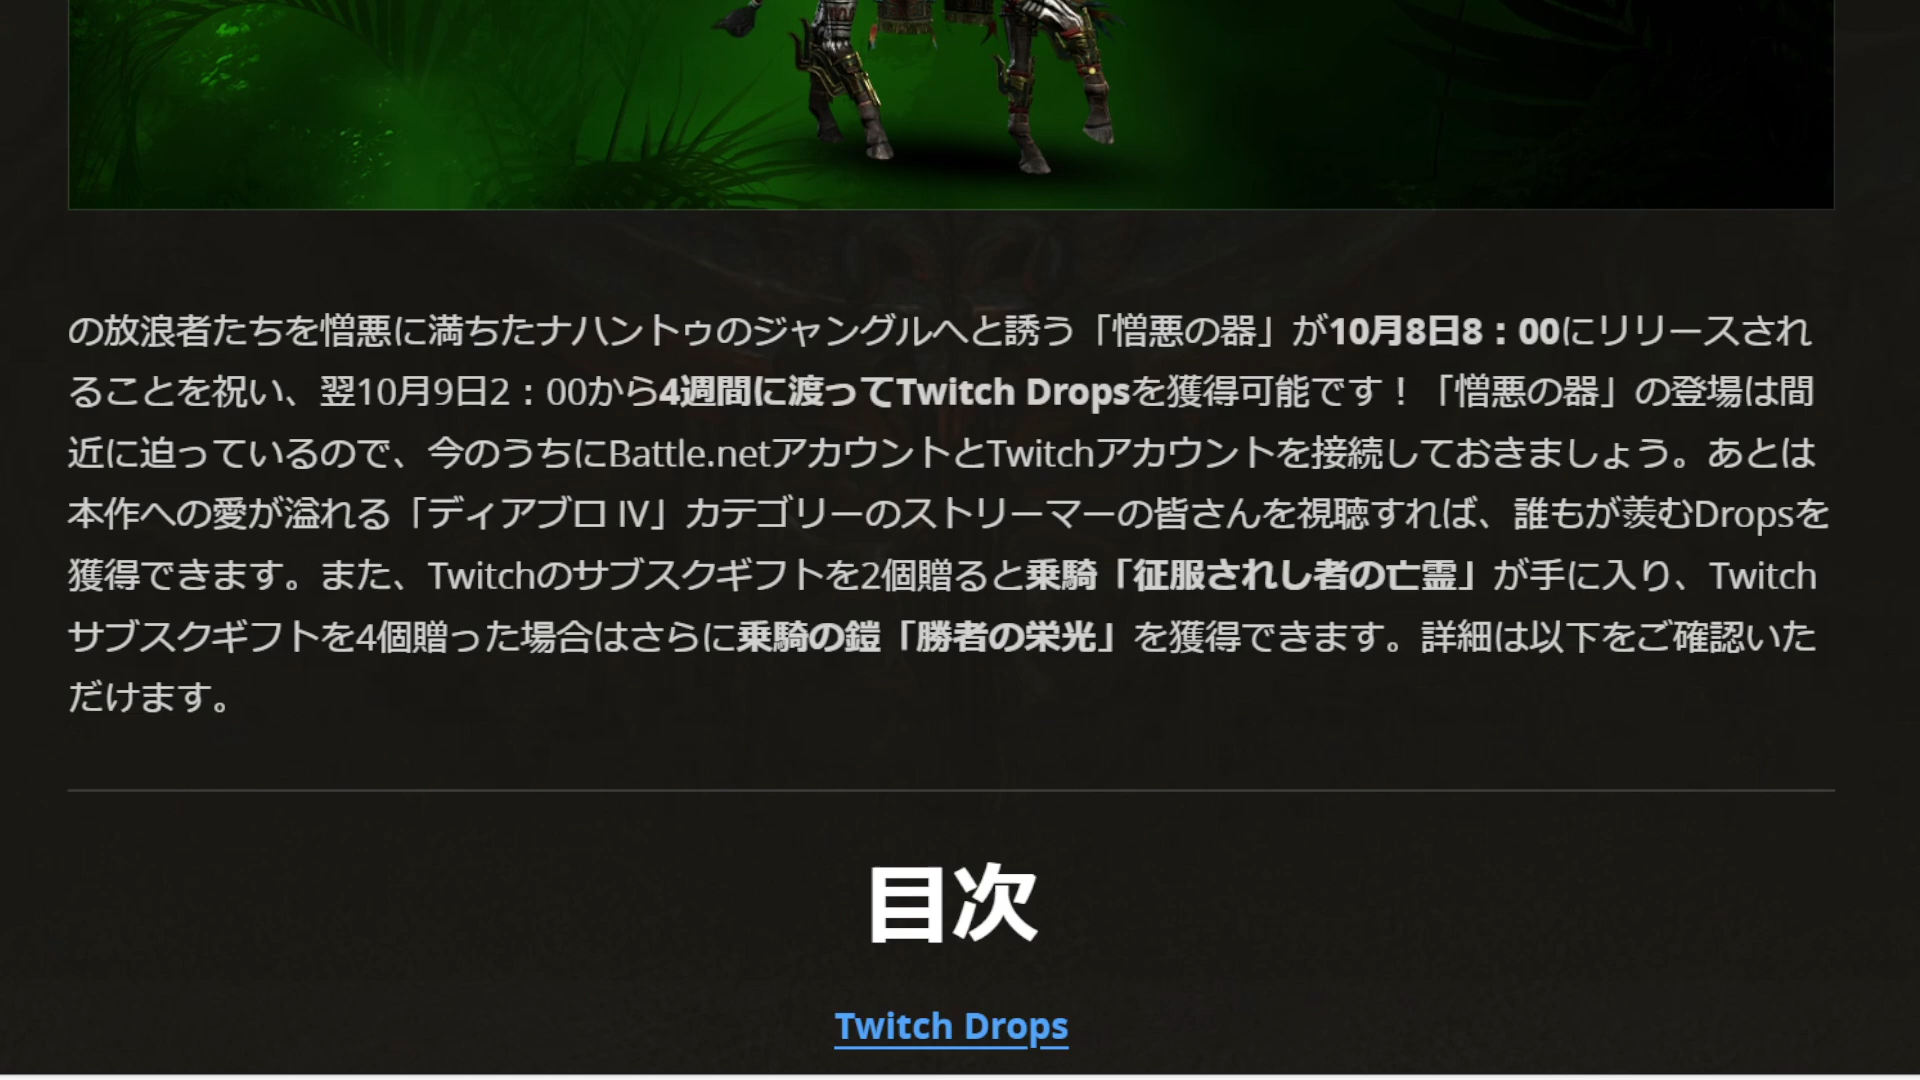 の放浪者たちを憎悪に満ちたナハントゥのジャングルへと誘う「憎悪の器」が10月8日8：00にリリースされ
ることを祝い、翌10月9日2：00から4週間に渡ってTwitch Dropsを獲得可能です！「憎悪の器」の登場は間
近に迫っているので、今のうちにBattle.netアカウントとTwitchアカウントを接続しておきましょう。あとは
本作への愛が溢れる「ディアブロ IV」カテゴリーのストリーマーの皆さんを視聴すれば、誰もが羨むDropsを
獲得できます。また、Twitchのサブスクギフトを2個贈ると乗騎「征服されし者の亡霊」が手に入り、Twitch
サブスクギフトを4個贈った場合はさらに乗騎の鎧「勝者の栄光」を獲得できます。詳細は以下をご確認いた
だけます。
目次
Twitch Drops